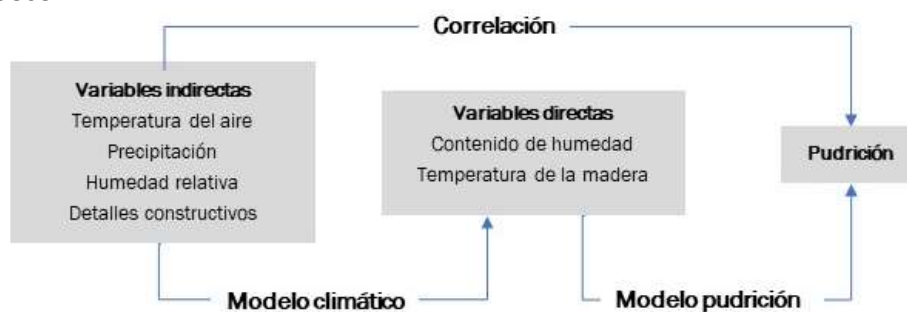 Correlación
Variables indirectas
Temperatura del aire
Precipitación
Humedad relativa
Detalles constructivos
Variables directas
Contenido de humedad
Temperatura de la madera
Pudrición
Modelo climático
Modelo pudrición